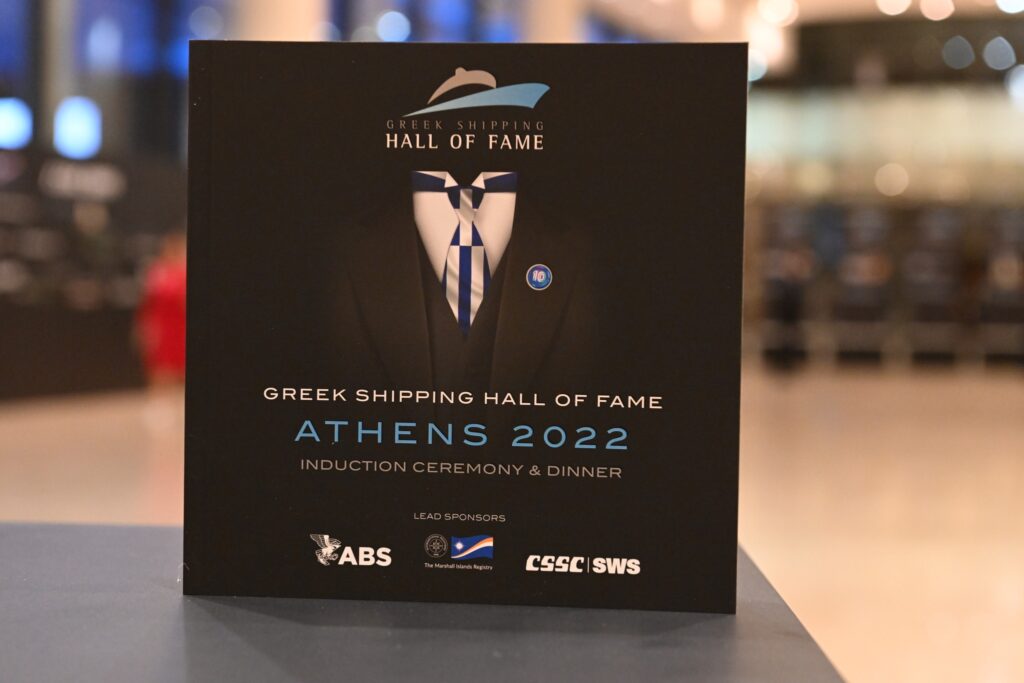 GREEK SHIPPING
HALL OF FAME
10
GREEK SHIPPING HALL OF FAME
ATHENS 2022
INDUCTION CEREMONY & DINNER
LEAD SPONSORS
ABS
The Marshall Islands Registry
CSSC | SWS